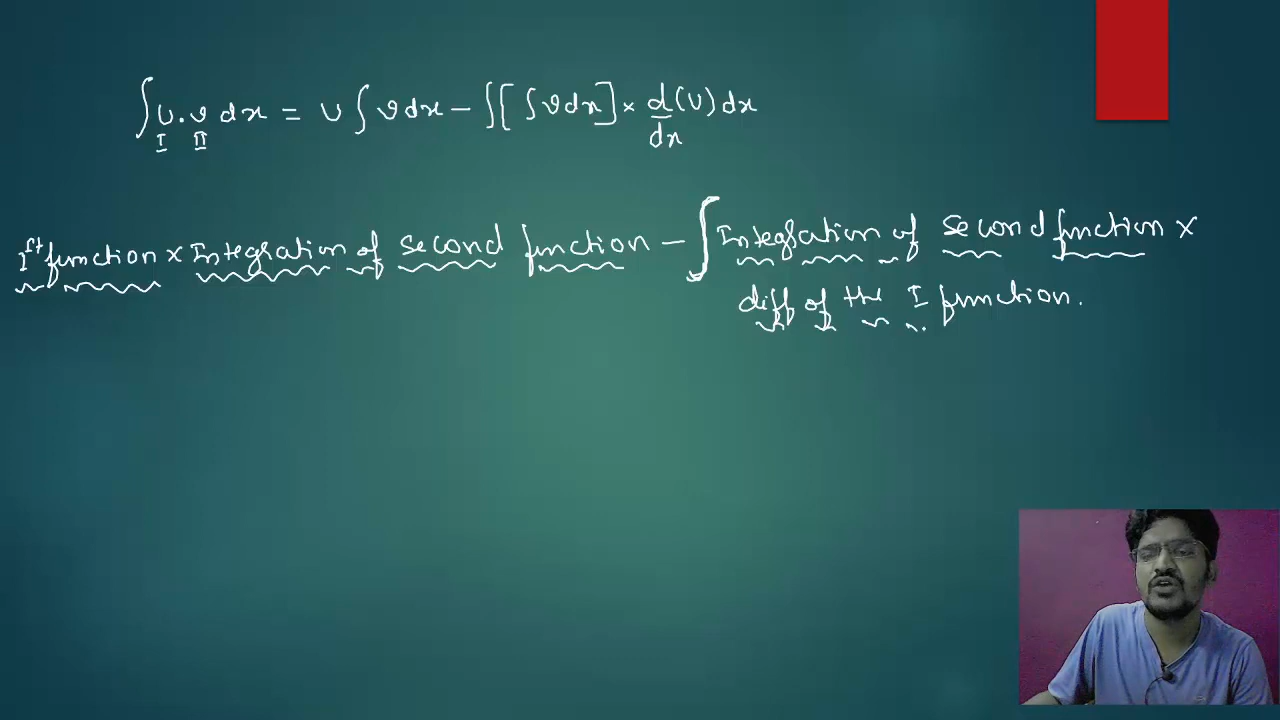 ∫ u.v dx = u ∫ v dx − ∫ [ ∫ v dx ] × d/dx (u) dx
I II
Ist function × Integration of second function − ∫ Integration of second function ×
diff of the I function.